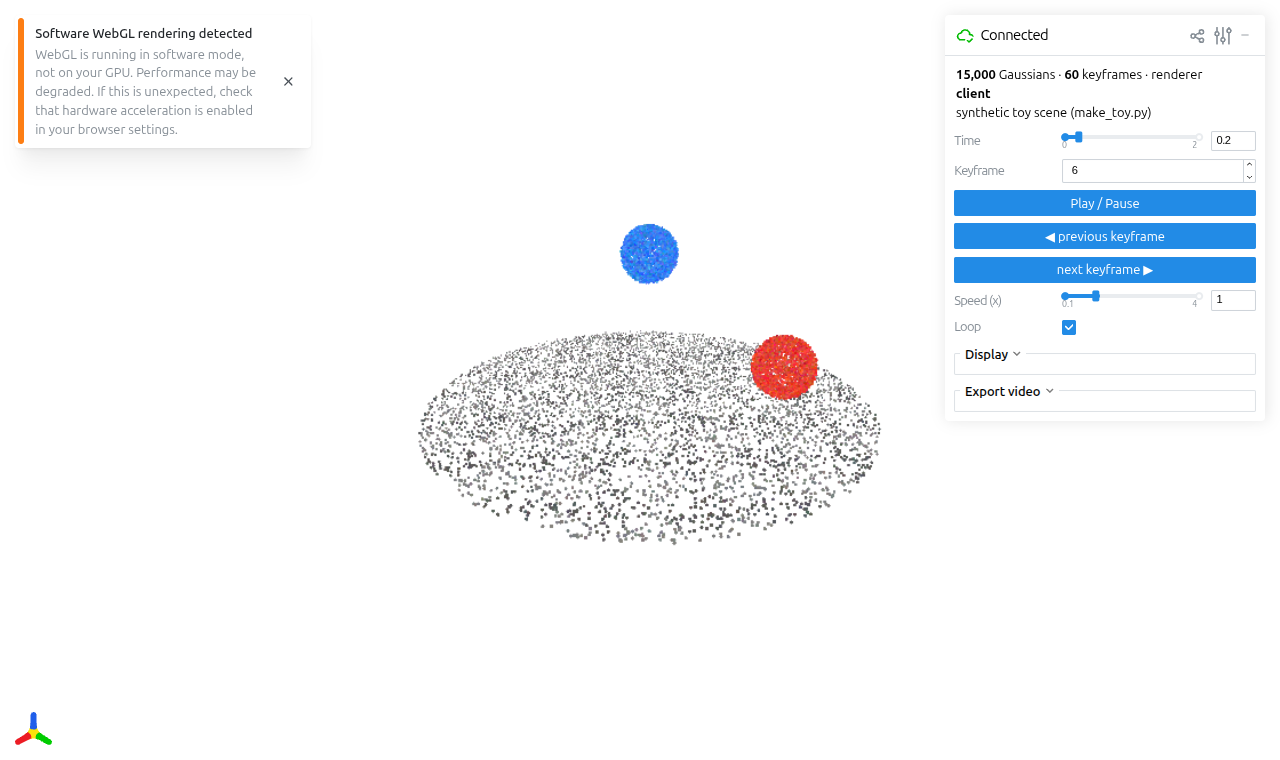 Software WebGL rendering detected
WebGL is running in software mode,
not on your GPU. Performance may be
degraded. If this is unexpected, check
that hardware acceleration is enabled
in your browser settings.
Connected
15,000 Gaussians · 60 keyframes · renderer
client
synthetic toy scene (make_toy.py)
Time 0 2 0.2
Keyframe 6
Play / Pause
◀ previous keyframe
next keyframe ▶
Speed (x) 0.1 4 1
Loop
Display
Export video